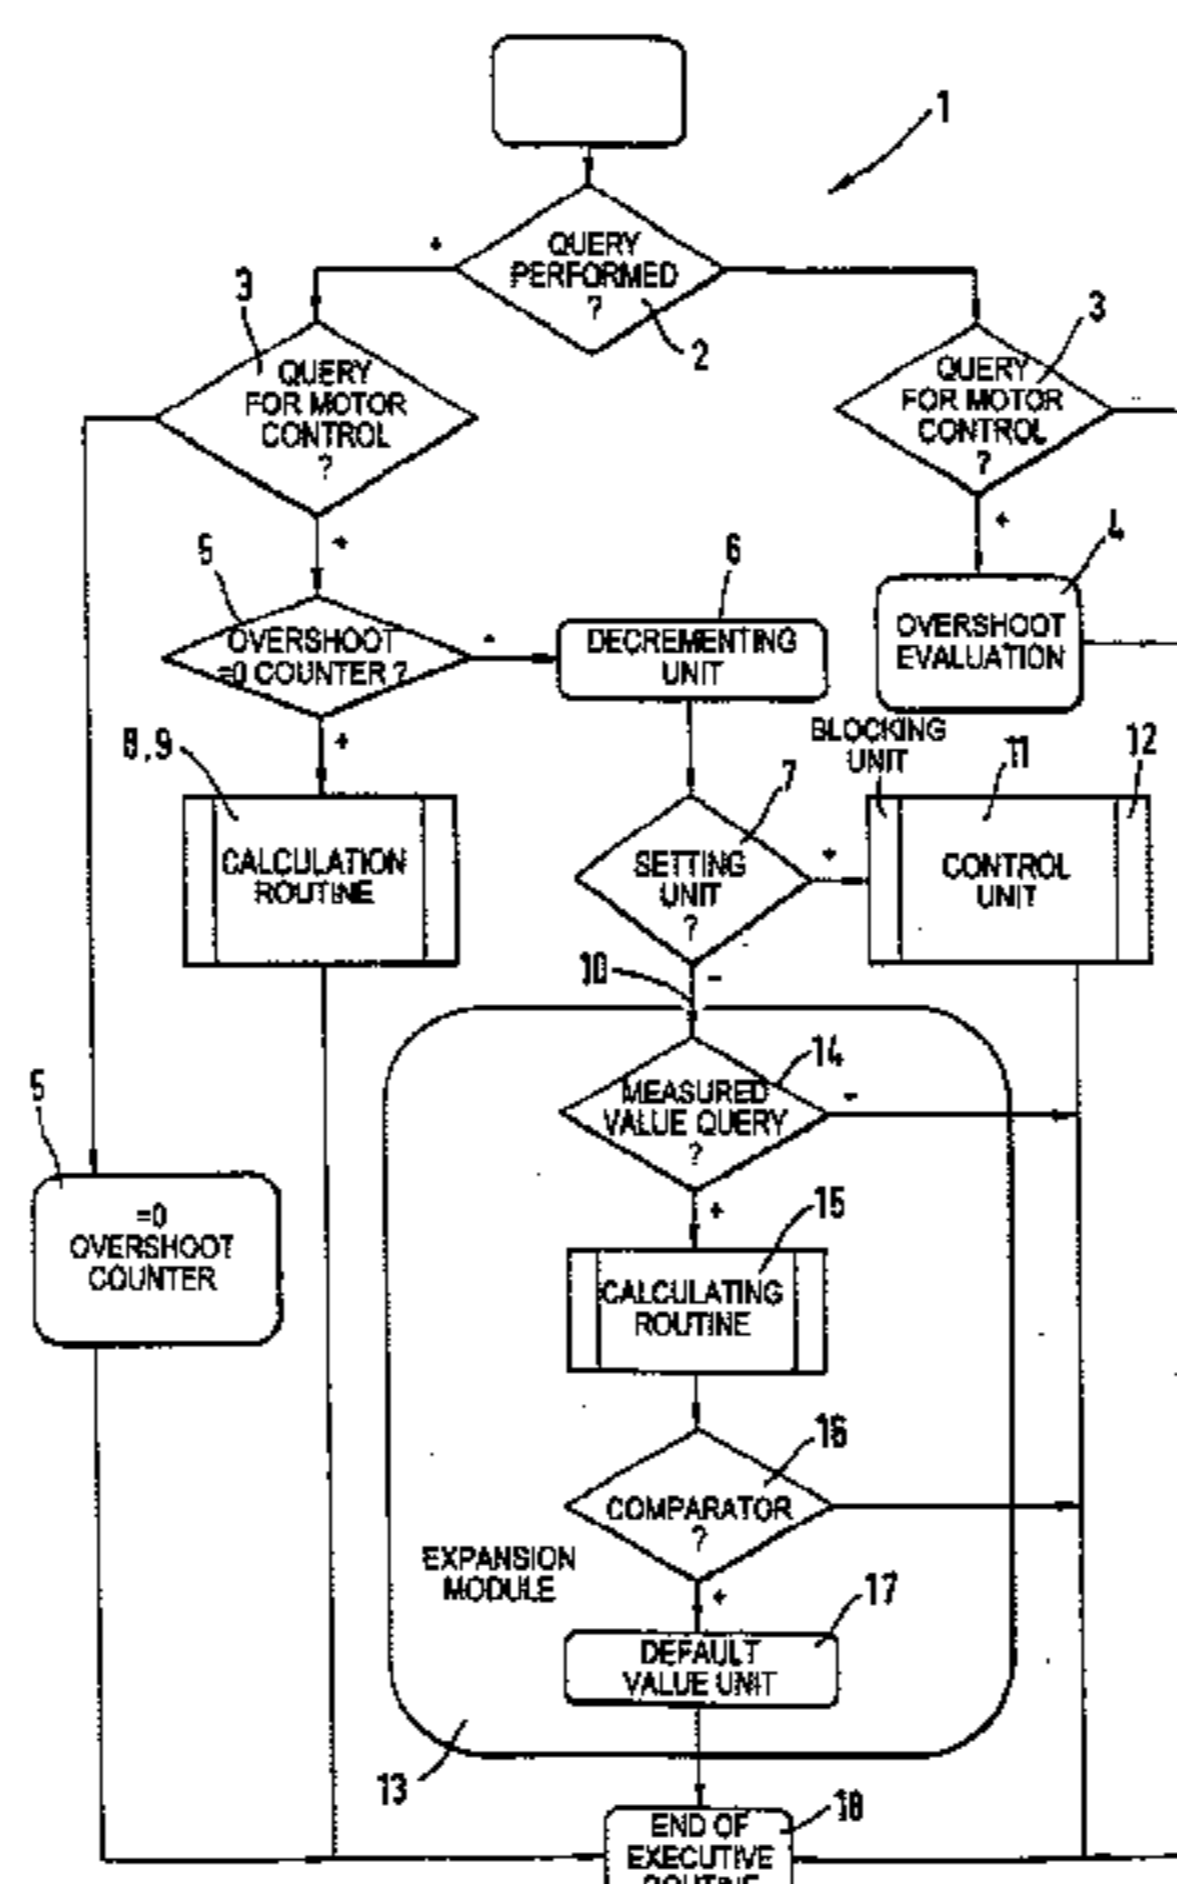 1
+
QUERY
PERFORMED
?
2
3
QUERY
FOR MOTOR
CONTROL
?
+
3
QUERY
FOR MOTOR
CONTROL
?
+
5
OVERSHOOT
=0 COUNTER ?
-
+
6
DECREMENTING
UNIT
4
OVERSHOOT
EVALUATION
8,9
CALCULATION
ROUTINE
7
SETTING
UNIT
?
+
-
BLOCKING
UNIT
11
12
CONTROL
UNIT
10
14
MEASURED
VALUE QUERY
?
-
+
5
=0
OVERSHOOT
COUNTER
15
CALCULATING
ROUTINE
16
COMPARATOR
?
+
EXPANSION
MODULE
17
DEFAULT
VALUE UNIT
13
18
END OF
EXECUTIVE
ROUTINE